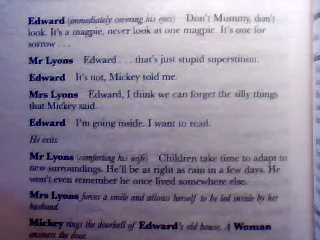 Edward (immediately covering his eyes) Don't Mummy, don't
look. It's a magpie, never look at one magpie. It's one for
sorrow . . .
Mr Lyons Edward . . . that's just stupid superstition.
Edward It's not, Mickey told me.
Mrs Lyons Edward, I think we can forget the silly things
that Mickey said.
Edward I'm going inside. I want to read.
He exits.
Mr Lyons (comforting his wife) Children take time to adapt to
new surroundings. He'll be as right as rain in a few days. He
won't even remember he once lived somewhere else.
Mrs Lyons forces a smile and allows herself to be led inside by her
husband.
Mickey rings the doorbell of Edward's old house. A Woman
answers the door.